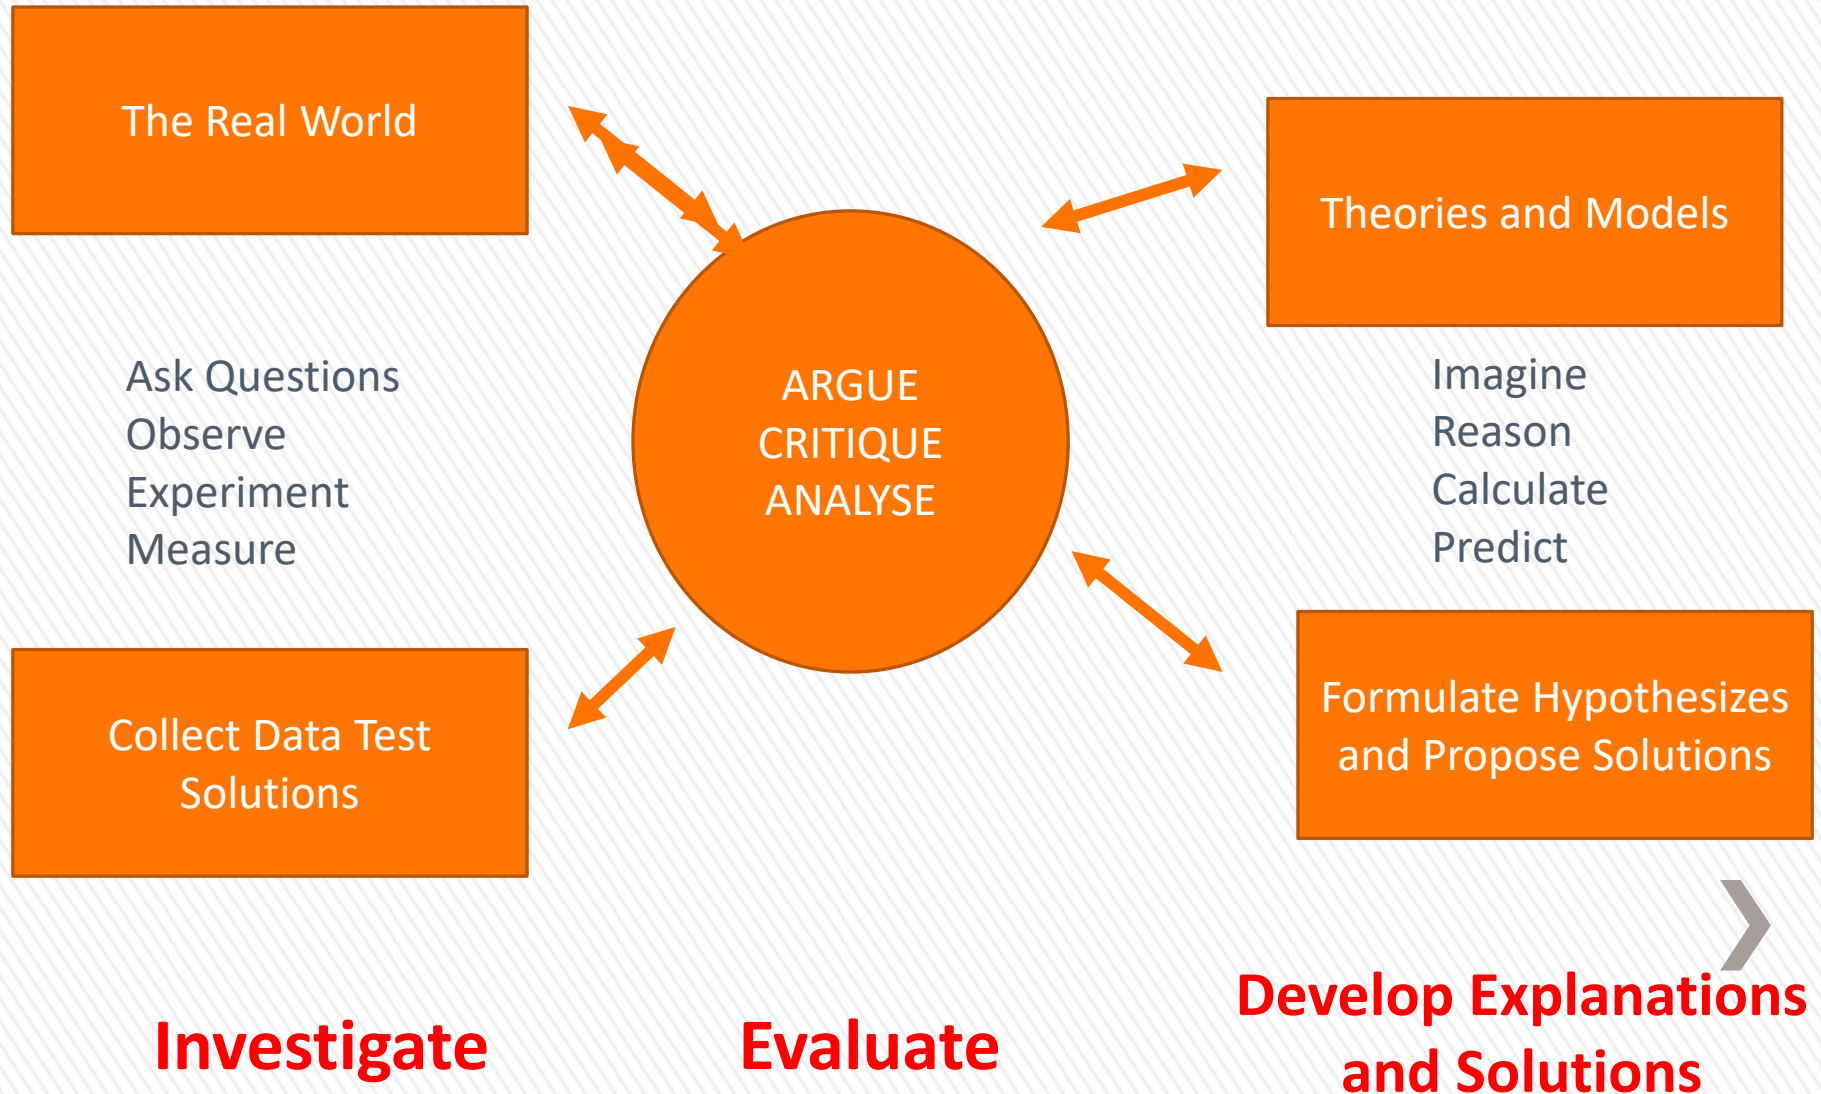 The Real World
Ask Questions
Observe
Experiment
Measure
Collect Data Test
Solutions
Investigate
ARGUE
CRITIQUE
ANALYSE
Evaluate
Theories and Models
Imagine
Reason
Calculate
Predict
Formulate Hypothesizes
and Propose Solutions
Develop Explanations
and Solutions